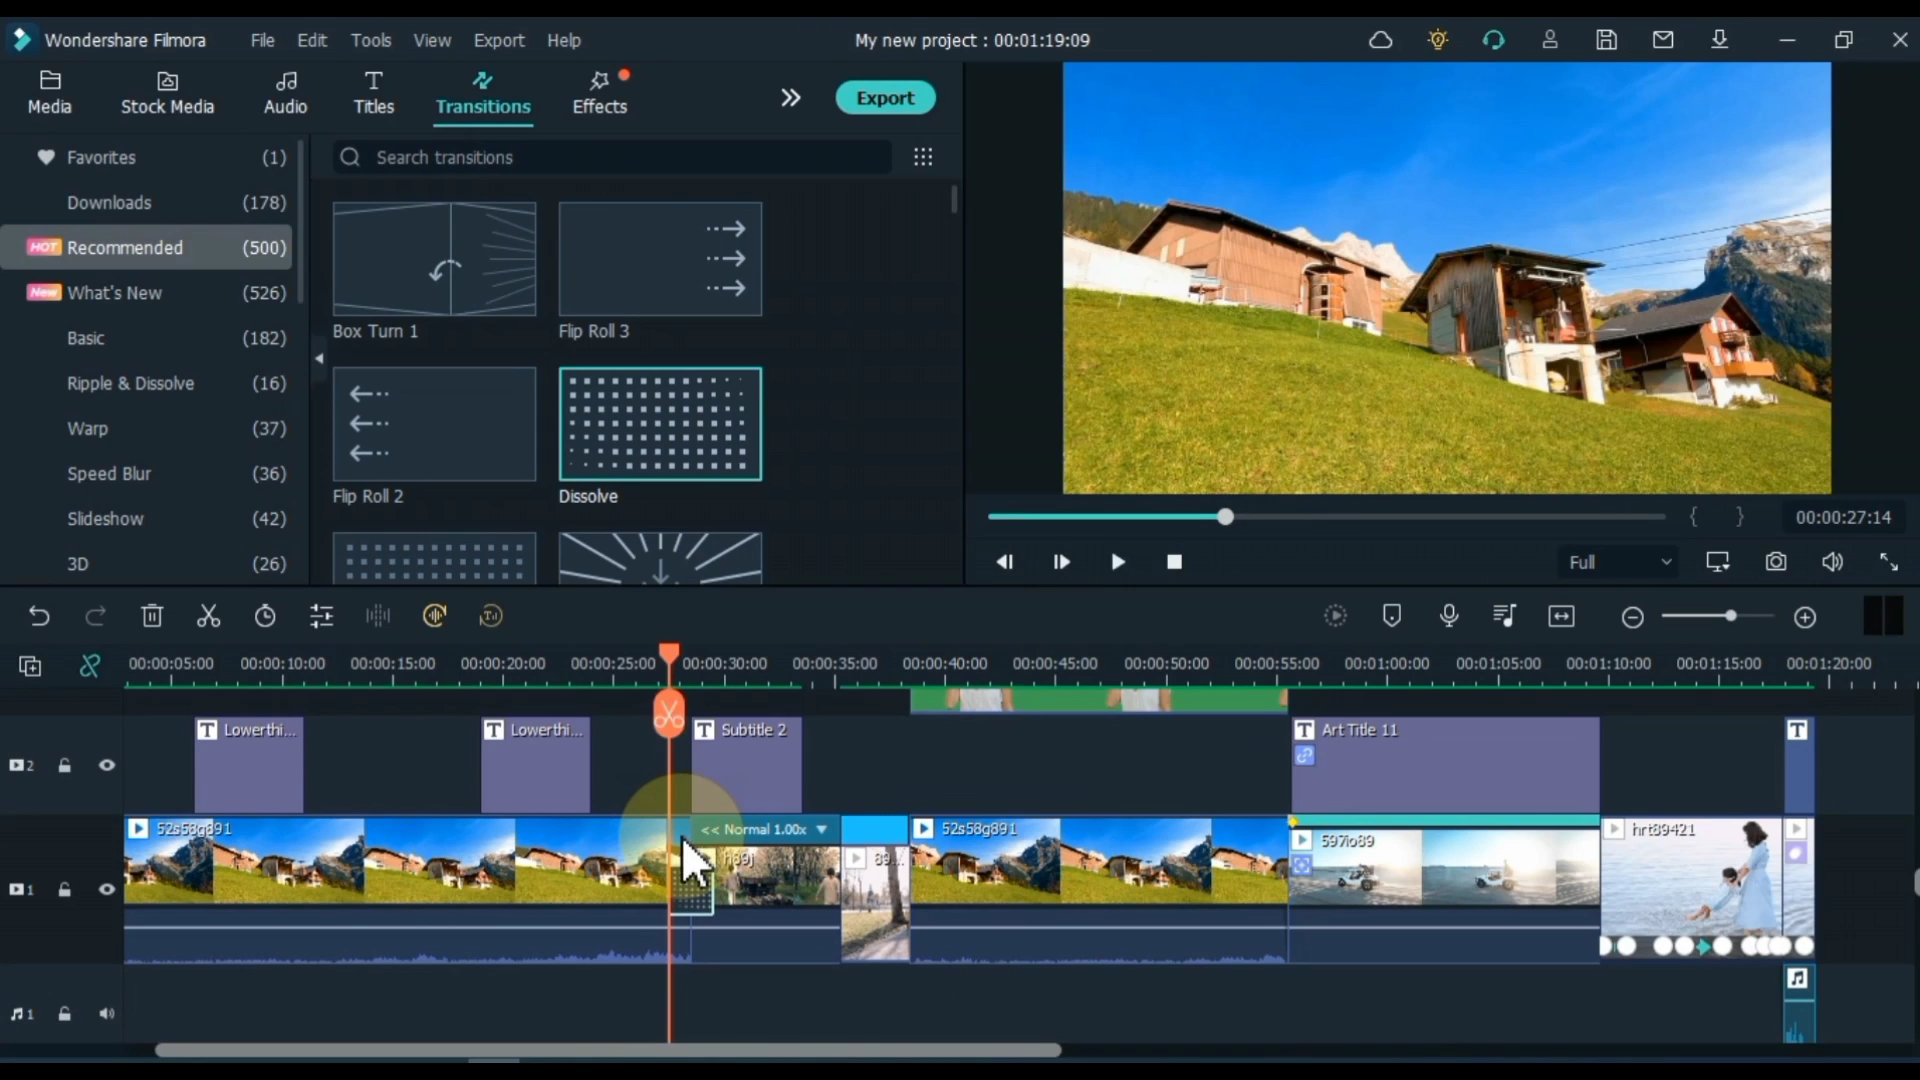 Wondershare Filmora File Edit Tools View Export Help My new project : 00:01:19:09
Media Stock Media Audio Titles Transitions Effects Export
Favorites (1)
Downloads (178)
HOT Recommended (500)
New What's New (526)
Basic (182)
Ripple & Dissolve (16)
Warp (37)
Speed Blur (36)
Slideshow (42)
3D (26)
Search transitions
Box Turn 1 Flip Roll 3
Flip Roll 2 Dissolve
{ } 00:00:27:14
Full
00:00:05:00 00:00:10:00 00:00:15:00 00:00:20:00 00:00:25:00 00:00:30:00 00:00:35:00 00:00:40:00 00:00:45:00 00:00:50:00 00:00:55:00 00:01:00:00 00:01:05:00 00:01:10:00 00:01:15:00 00:01:20:00
T Lowerthi... T Lowerthi... T Subtitle 2 T Art Title 11 T
2
52s58g891 << Normal 1.00x 52s58g891 hrt89421
h89j 89... 597io89
1
1